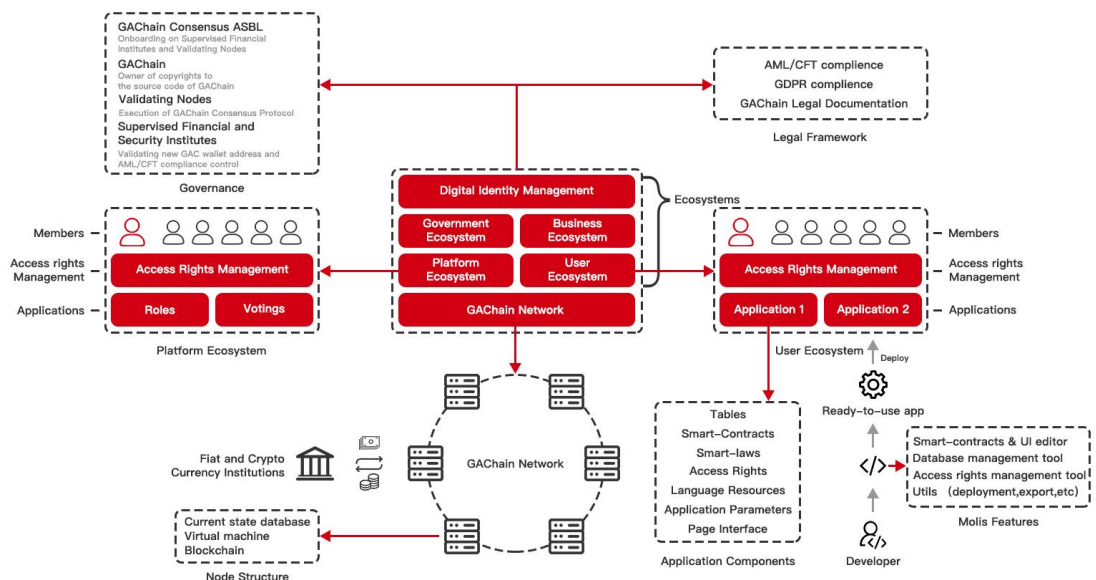 GAChain Consensus ASBL
Onboarding on Supervised Financial
Institutes and Validating Nodes
GAChain
Owner of copyrights to
the source code of GAChain
Validating Nodes
Execution of GAChain Consensus Protocol
Supervised Financial and
Security Institutes
Validating new GAC wallet address and
AML/CFT compliance control
Governance
AML/CFT complience
GDPR complience
GAChain Legal Documentation
Legal Framework
Digital Identity Management
Government
Ecosystem
Business
Ecosystem
Platform
Ecosystem
User
Ecosystem
GAChain Network
Ecosystems
Members
Access rights
Management
Applications
Access Rights Management
Roles
Votings
Platform Ecosystem
Access Rights Management
Application 1
Application 2
Members
Access rights
Management
Applications
User Ecosystem
Deploy
Ready-to-use app
Developer
Tables
Smart-Contracts
Smart-laws
Access Rights
Language Resources
Application Parameters
Page Interface
Application Components
Smart-contracts & UI editor
Database management tool
Access rights management tool
Utils （deployment,export,etc）
Molis Features
Fiat and Crypto
Currency Institutions
GAChain Network
Current state database
Virtual machine
Blockchain
Node Structure